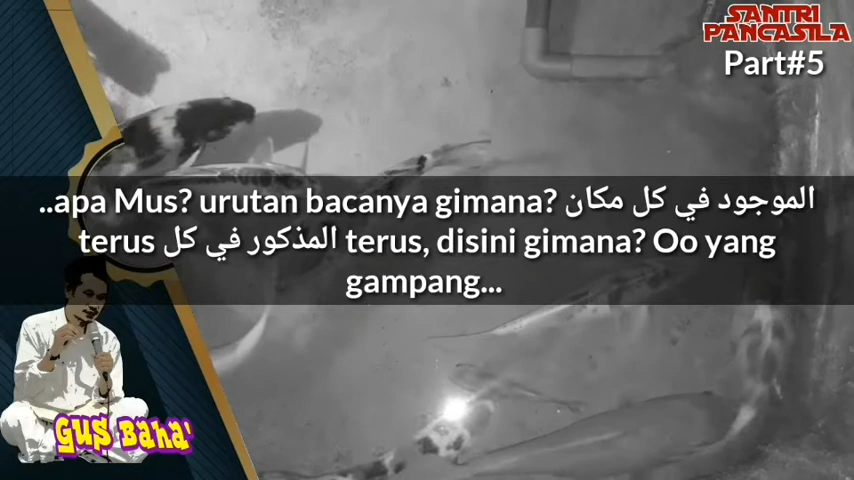 SANTRI
PANCASILA
Part#5
..apa Mus? urutan bacanya gimana? الموجود في كل مكان
terus المذكور في كل terus, disini gimana? Oo yang
gampang...
GUS BaHa'